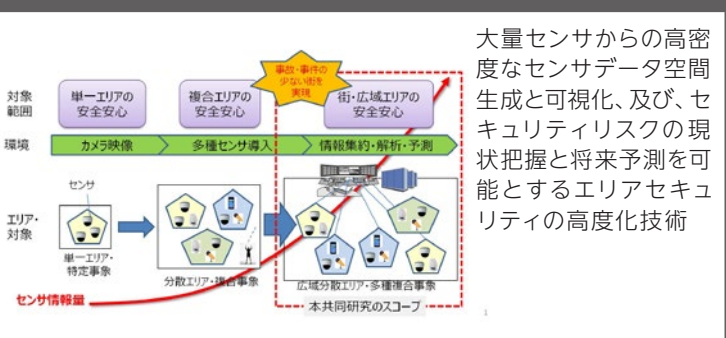 大量センサからの高密
度なセンサデータ空間
生成と可視化、及び、セ
キュリティリスクの現
状把握と将来予測を可
能とするエリアセキュ
リティの高度化技術
事故・事件の
少ない街を
実現
対象
範囲
単一エリアの
安全安心
複合エリアの
安全安心
街・広域エリアの
安全安心
環境
カメラ映像
多種センサ導入
情報集約・解析・予測
エリア・
対象
センサ
単一エリア・
特定事象
分散エリア・複合事象
広域分散エリア・多種複合事象
センサ情報量
本共同研究のスコープ
1